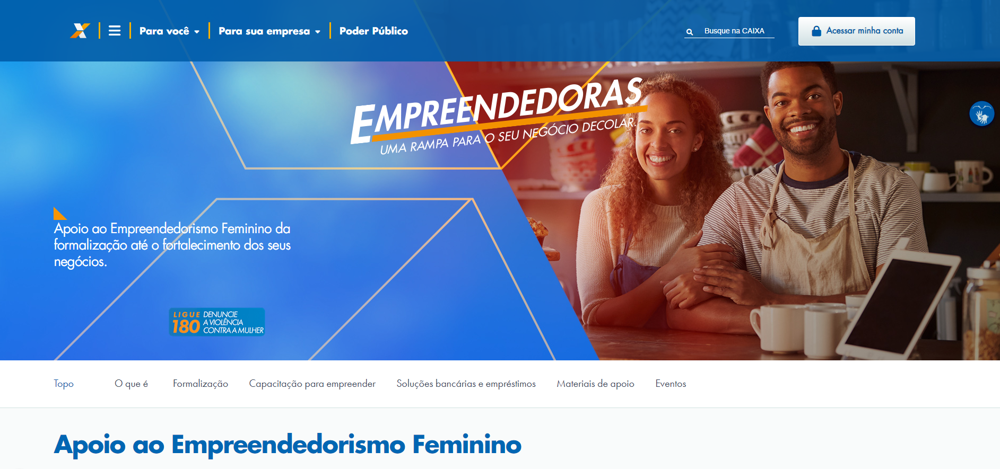 Para você
Para sua empresa
Poder Público
Busque na CAIXA
Acessar minha conta
EMPREENDEDORAS
UMA RAMPA PARA O SEU NEGÓCIO DECOLAR.
Apoio ao Empreendedorismo Feminino da
formalização até o fortalecimento dos seus
negócios.
LIGUE
180
DENUNCIE
A VIOLÊNCIA
CONTRA A MULHER
Topo
O que é
Formalização
Capacitação para empreender
Soluções bancárias e empréstimos
Materiais de apoio
Eventos
Apoio ao Empreendedorismo Feminino